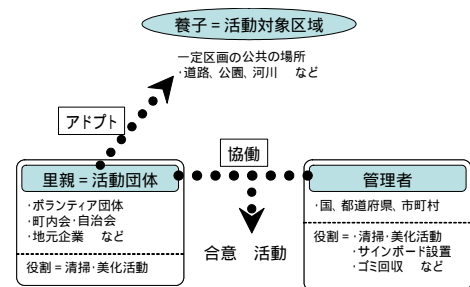 養子＝活動対象区域
一定区画の公共の場所
・道路、公園、河川　など
アドプト
協働
里親＝活動団体
・ボランティア団体
・町内会・自治会
・地元企業　など
役割＝清掃・美化活動
合意　活動
管理者
・国、都道府県、市町村
役割＝・清掃・美化活動
・サインボード設置
・ゴミ回収　など